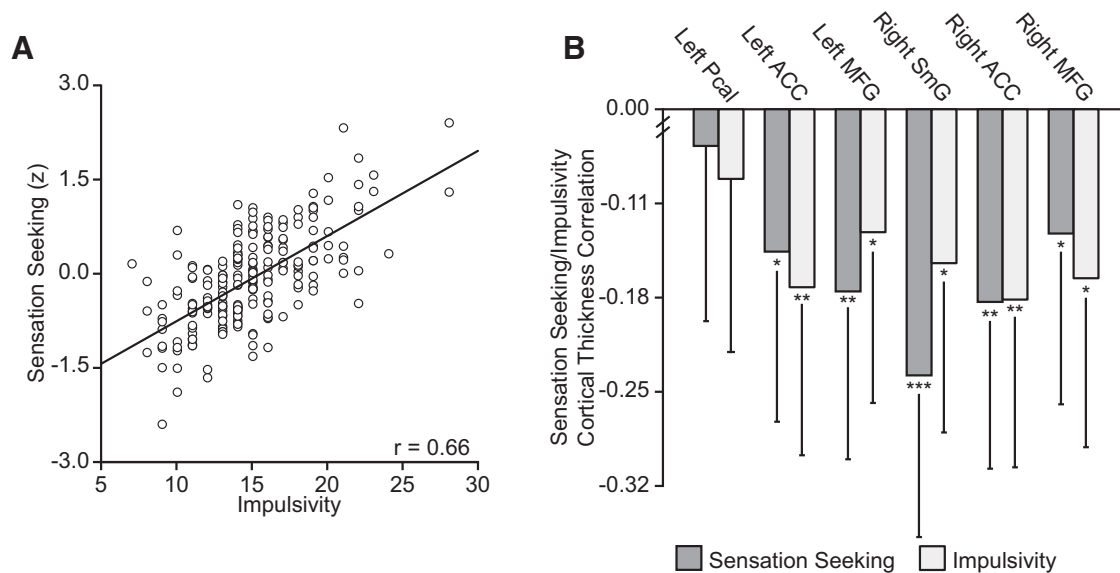 A
3.0
1.5
0.0
-1.5
-3.0
Sensation Seeking (z)
5
10
15
20
25
30
Impulsivity
r = 0.66
B
Left Pcal
Left ACC
Left MFG
Right SmG
Right ACC
Right MFG
0.00
-0.11
-0.18
-0.25
-0.32
Sensation Seeking/Impulsivity
Cortical Thickness Correlation
*
**
**
*
***
*
**
**
*
*
Sensation Seeking
Impulsivity